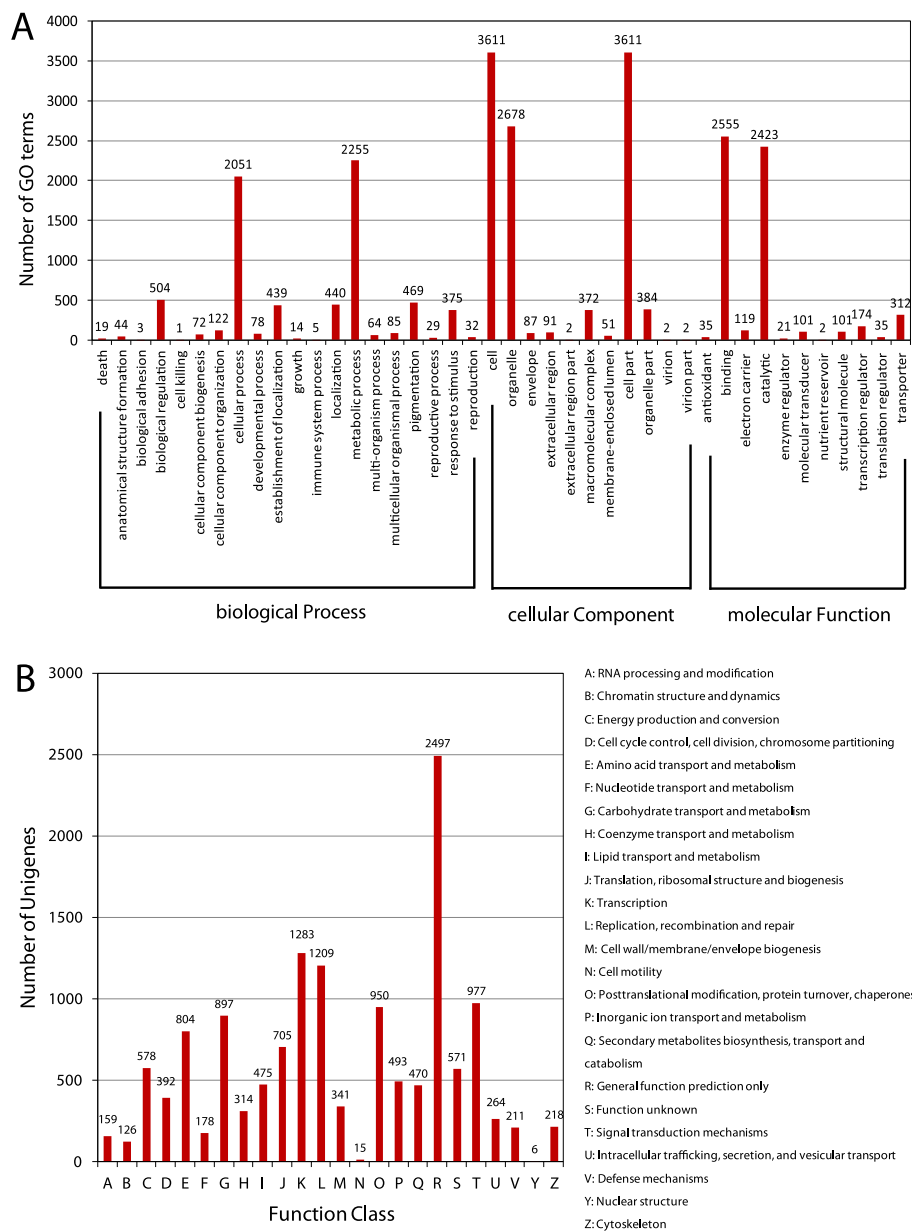 A
Number of GO terms
4000
3500
3000
2500
2000
1500
1000
500
0
19
44
3
504
1
72
122
2051
78
439
14
5
440
2255
64
85
469
29
375
32
3611
2678
87
91
2
372
51
3611
384
2
2
35
2555
119
2423
21
101
2
101
174
35
312
death
anatomical structure formation
biological adhesion
biological regulation
cell killing
cellular component biogenesis
cellular component organization
cellular process
developmental process
establishment of localization
growth
immune system process
localization
metabolic process
multi-organism process
multicellular organismal process
pigmentation
reproductive process
response to stimulus
reproduction
cell
organelle
envelope
extracellular region
extracellular region part
macromolecular complex
membrane-enclosed lumen
cell part
organelle part
virion
virion part
antioxidant
binding
electron carrier
catalytic
enzyme regulator
molecular transducer
nutrient reservoir
structural molecule
transcription regulator
translation regulator
transporter
biological Process
cellular Component
molecular Function
B
Number of Unigenes
3000
2500
2000
1500
1000
500
0
159
126
578
392
804
178
897
314
475
705
1283
1209
341
15
950
493
470
2497
571
977
264
211
6
218
A B C D E F G H I J K L M N O P Q R S T U V Y Z
Function Class
A: RNA processing and modification
B: Chromatin structure and dynamics
C: Energy production and conversion
D: Cell cycle control, cell division, chromosome partitioning
E: Amino acid transport and metabolism
F: Nucleotide transport and metabolism
G: Carbohydrate transport and metabolism
H: Coenzyme transport and metabolism
I: Lipid transport and metabolism
J: Translation, ribosomal structure and biogenesis
K: Transcription
L: Replication, recombination and repair
M: Cell wall/membrane/envelope biogenesis
N: Cell motility
O: Posttranslational modification, protein turnover, chaperones
P: Inorganic ion transport and metabolism
Q: Secondary metabolites biosynthesis, transport and
catabolism
R: General function prediction only
S: Function unknown
T: Signal transduction mechanisms
U: Intracellular trafficking, secretion, and vesicular transport
V: Defense mechanisms
Y: Nuclear structure
Z: Cytoskeleton